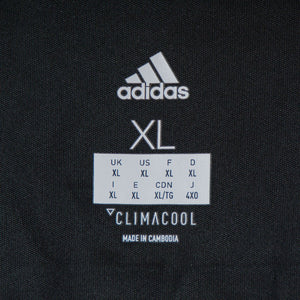 adidas
XL
UK US F D
XL XL XL XL
I E CDN J
XL XL XL/TG 4XO
CLIMACOOL
MADE IN CAMBODIA